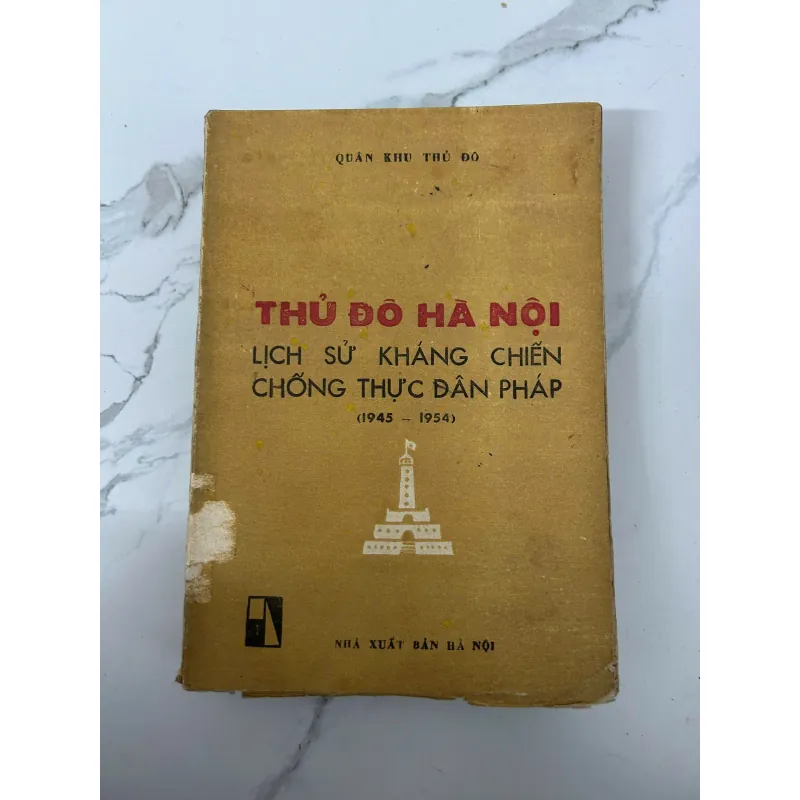 QUÂN KHU THỦ ĐÔ
THỦ ĐÔ HÀ NỘI
LỊCH SỬ KHÁNG CHIẾN
CHỐNG THỰC DÂN PHÁP
(1945 - 1954)
NHÀ XUẤT BẢN HÀ NỘI